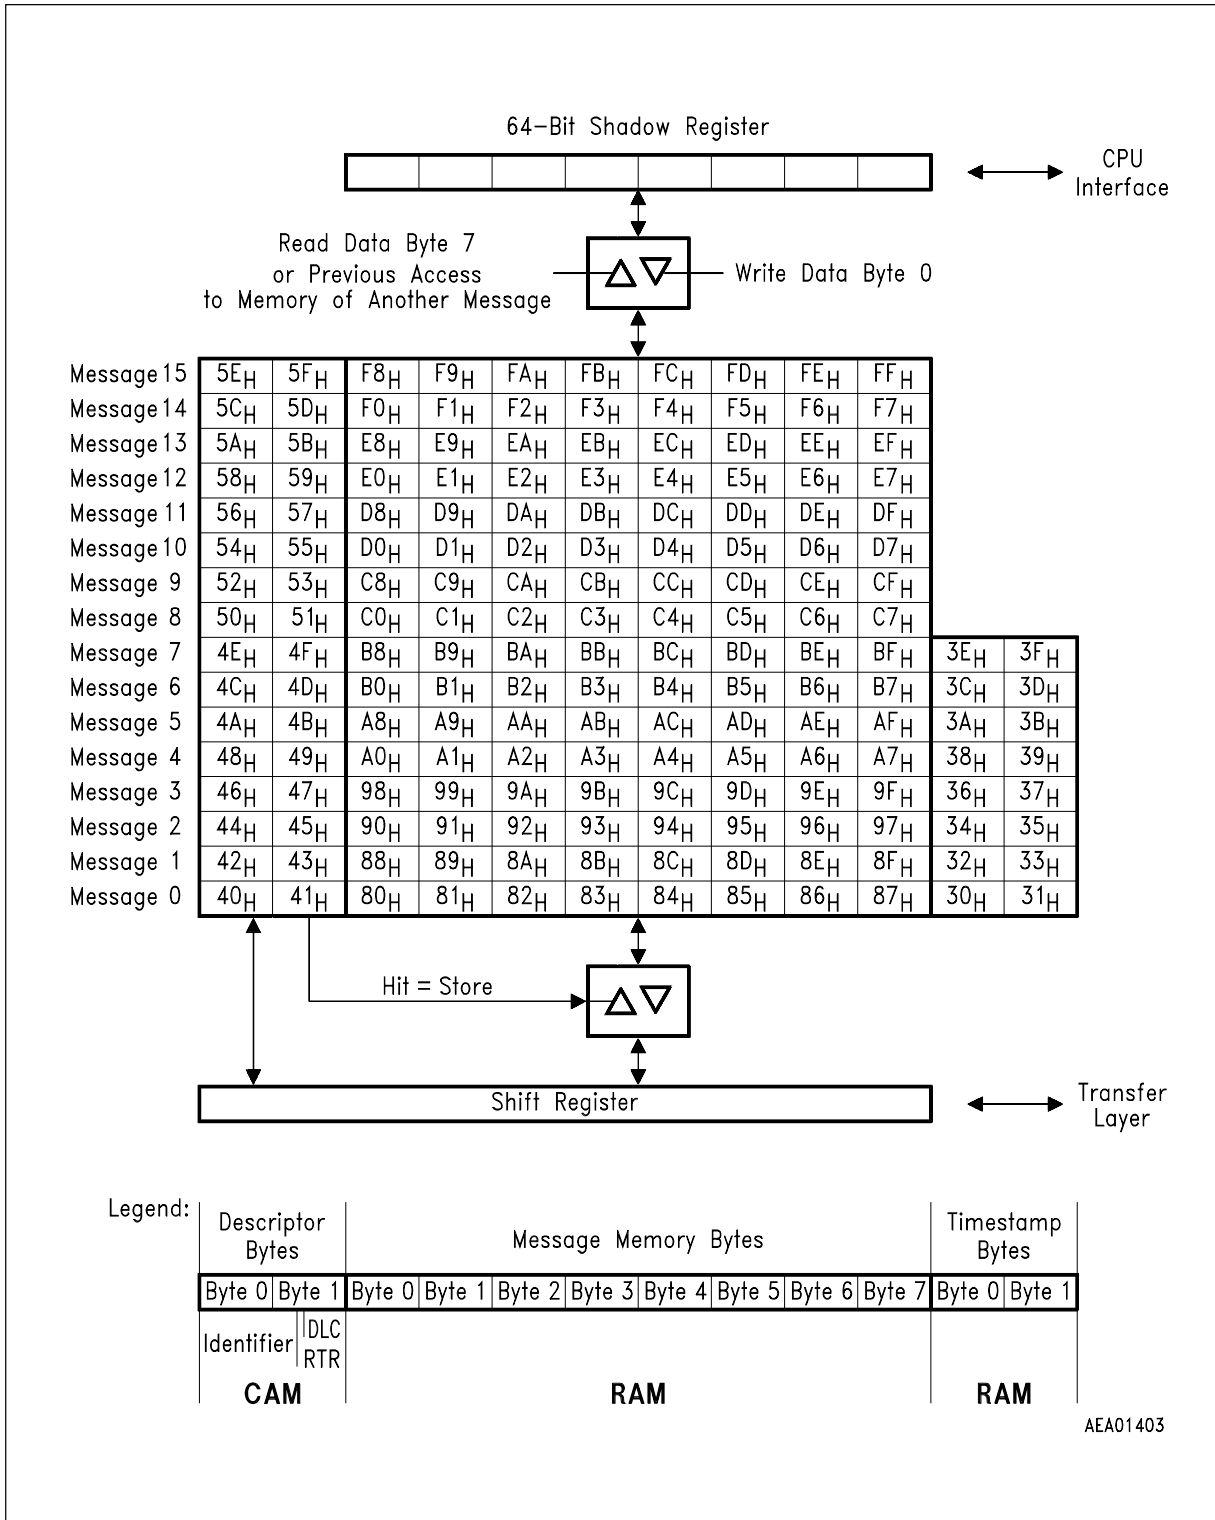 64-Bit Shadow Register
CPU
Interface
Read Data Byte 7
or Previous Access
to Memory of Another Message
Write Data Byte 0
Message 15 5EH 5FH F8H F9H FAH FBH FCH FDH FEH FFH
Message 14 5CH 5DH F0H F1H F2H F3H F4H F5H F6H F7H
Message 13 5AH 5BH E8H E9H EAH EBH ECH EDH EEH EFH
Message 12 58H 59H E0H E1H E2H E3H E4H E5H E6H E7H
Message 11 56H 57H D8H D9H DAH DBH DCH DDH DEH DFH
Message 10 54H 55H D0H D1H D2H D3H D4H D5H D6H D7H
Message 9 52H 53H C8H C9H CAH CBH CCH CDH CEH CFH
Message 8 50H 51H C0H C1H C2H C3H C4H C5H C6H C7H
Message 7 4EH 4FH B8H B9H BAH BBH BCH BDH BEH BFH 3EH 3FH
Message 6 4CH 4DH B0H B1H B2H B3H B4H B5H B6H B7H 3CH 3DH
Message 5 4AH 4BH A8H A9H AAH ABH ACH ADH AEH AFH 3AH 3BH
Message 4 48H 49H A0H A1H A2H A3H A4H A5H A6H A7H 38H 39H
Message 3 46H 47H 98H 99H 9AH 9BH 9CH 9DH 9EH 9FH 36H 37H
Message 2 44H 45H 90H 91H 92H 93H 94H 95H 96H 97H 34H 35H
Message 1 42H 43H 88H 89H 8AH 8BH 8CH 8DH 8EH 8FH 32H 33H
Message 0 40H 41H 80H 81H 82H 83H 84H 85H 86H 87H 30H 31H
Hit = Store
Shift Register
Transfer
Layer
Legend:
Descriptor
Bytes
Message Memory Bytes
Timestamp
Bytes
Byte 0 Byte 1 Byte 0 Byte 1 Byte 2 Byte 3 Byte 4 Byte 5 Byte 6 Byte 7 Byte 0 Byte 1
Identifier DLC
RTR
CAM RAM RAM
AEA01403